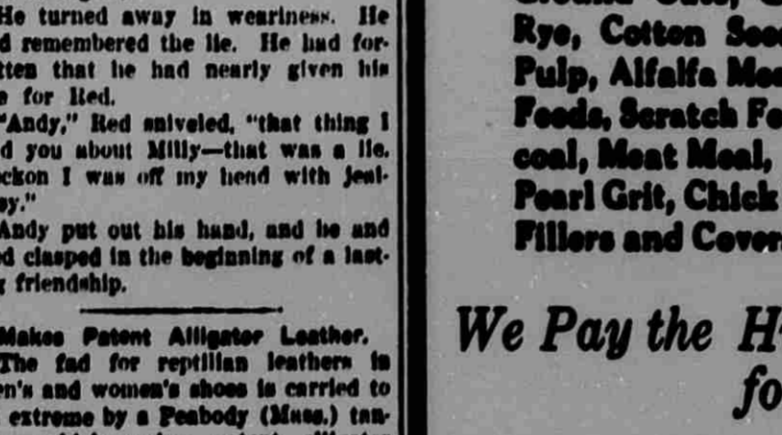 He turned away in weariness. He
d remembered the lie. He had for-
tten that he had nearly given his
e for Red.
"Andy," Red sniveled, "that thing I
d you about Milly—that was a lie.
ckon I was off my head with jeal-
sy."
Andy put out his hand, and he and
ed clasped in the beginning of a last-
g friendship.
Makes Patent Alligator Leather.
The fad for reptilian leathers in
en's and women's shoes is carried to
extreme by a Peabody (Mass.) tan-
Rye, Cotton See
Pulp, Alfalfa Mea
Feeds, Scratch Fe
coal, Meat Meal,
Pearl Grit, Chick
Fillers and Cover
We Pay the H
fo